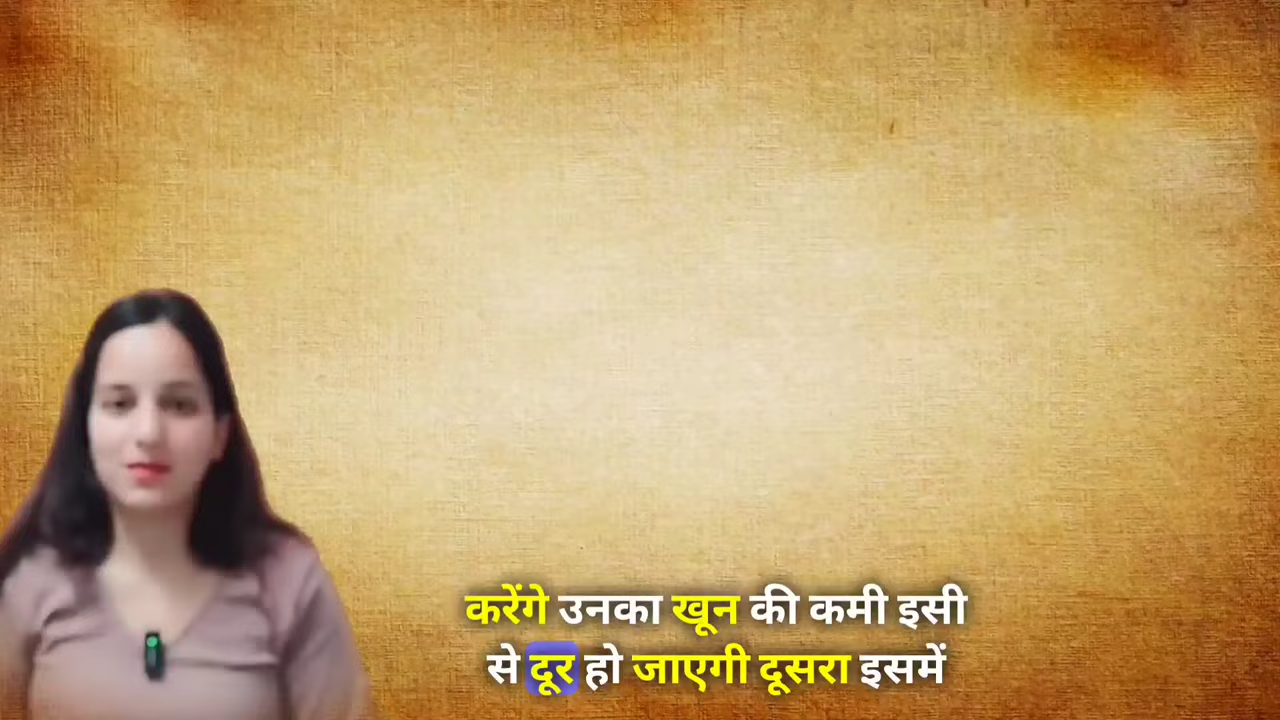 करेंगे उनका खून की कमी इसी
से दूर हो जाएगी दूसरा इसमें